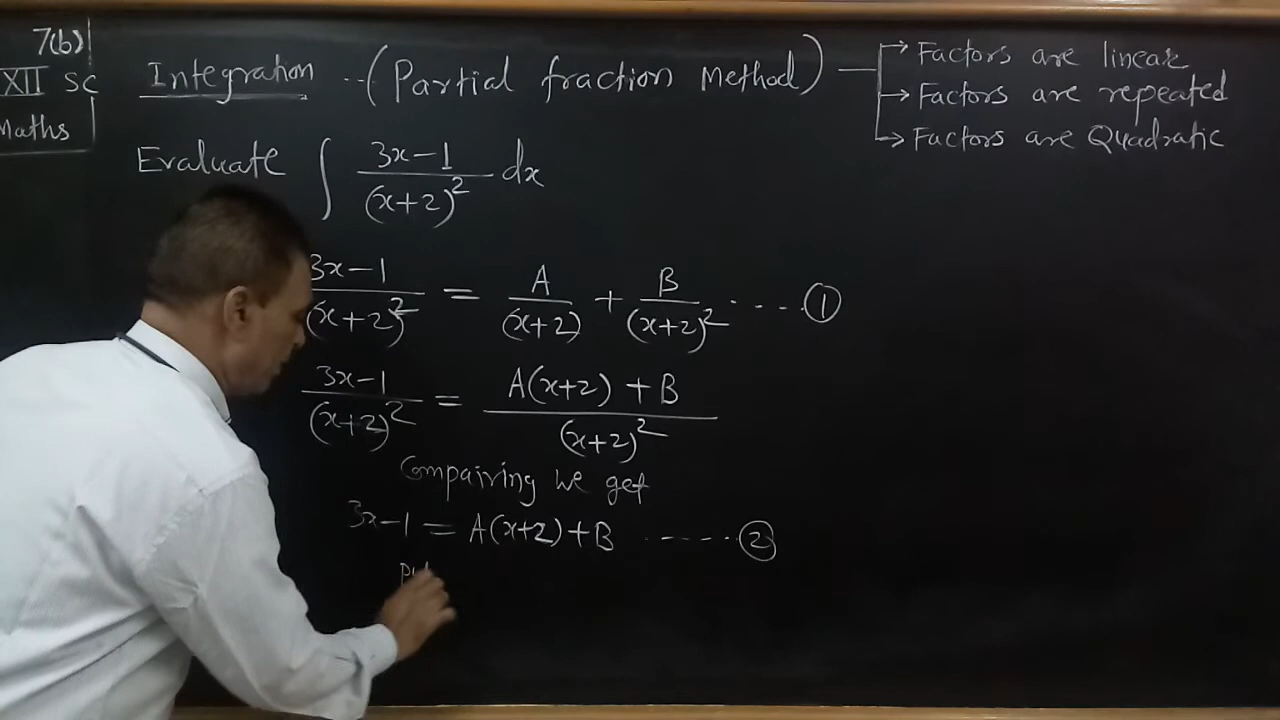 7(b)
XII SC
Maths
Integration --(Partial fraction Method)
→ Factors are linear
→ Factors are repeated
→ Factors are Quadratic
Evaluate ∫ (3x-1)/(x+2)² dx
(3x-1)/(x+2)² = A/(x+2) + B/(x+2)² ----①
(3x-1)/(x+2)² = (A(x+2)+B)/(x+2)²
Compairing we get
3x-1 = A(x+2)+B ------②